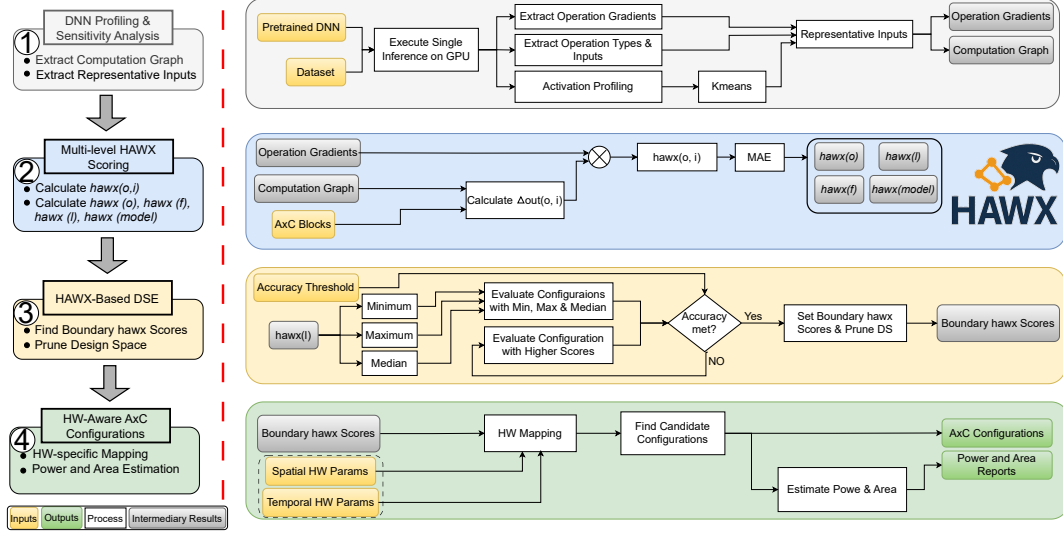 DNN Profiling &
Sensitivity Analysis
1
Extract Computation Graph
Extract Representative Inputs
Multi-level HAWX
Scoring
2
Calculate hawx(o,i)
Calculate hawx (o), hawx (f),
hawx (l), hawx (model)
HAWX-Based DSE
3
Find Boundary hawx Scores
Prune Design Space
HW-Aware AxC
Configurations
4
HW-specific Mapping
Power and Area Estimation
Inputs
Outputs
Process
Intermediary Results
Pretrained DNN
Dataset
Execute Single
Inference on GPU
Extract Operation Gradients
Extract Operation Types &
Inputs
Activation Profiling
Kmeans
Representative Inputs
Operation Gradients
Computation Graph
Operation Gradients
Computation Graph
AxC Blocks
Calculate Δout(o, i)
hawx(o, i)
MAE
hawx(o)
hawx(l)
hawx(f)
hawx(model)
HAWX
Accuracy Threshold
hawx(l)
Minimum
Maximum
Median
Evaluate Configuraions
with Min, Max & Median
Evaluate Configuration
with Higher Scores
Accuracy
met?
Yes
NO
Set Boundary hawx
Scores & Prune DS
Boundary hawx Scores
Boundary hawx Scores
Spatial HW Params
Temporal HW Params
HW Mapping
Find Candidate
Configurations
Estimate Powe & Area
AxC Configurations
Power and Area
Reports